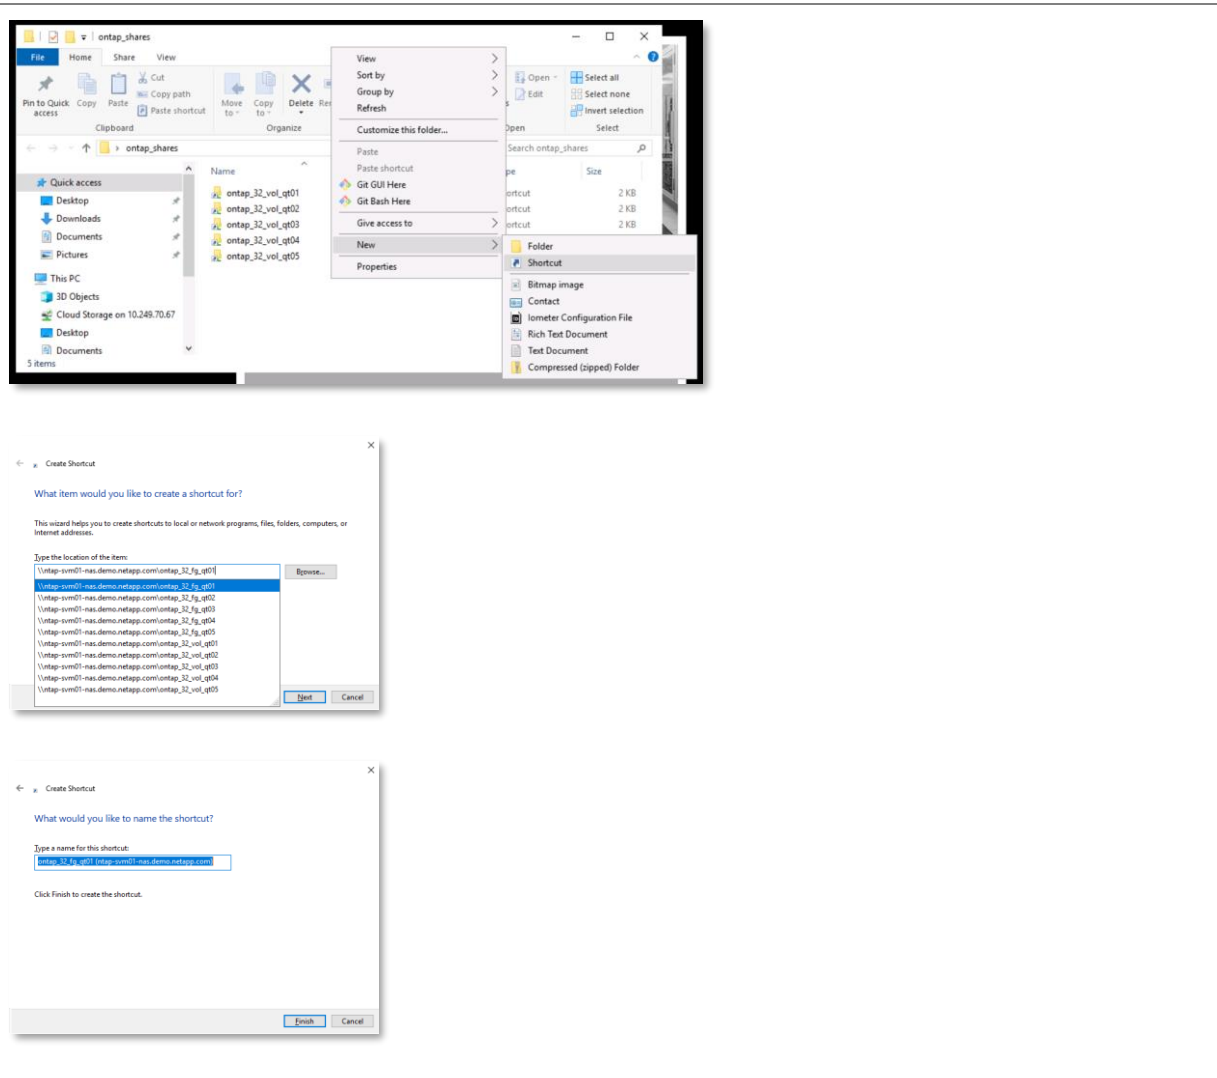 ontap_shares
File Home Share View
Pin to Quick access
Copy
Paste
Cut
Copy path
Paste shortcut
Clipboard
Move to
Copy to
Delete
Organize
Open
Edit
Select all
Select none
Invert selection
Select
ontap_shares
Search ontap_shares
Quick access
Desktop
Downloads
Documents
Pictures
This PC
3D Objects
Cloud Storage on 10.249.70.67
Desktop
Documents
5 items
Name
Size
ontap_32_vol_qt01
ontap_32_vol_qt02
ontap_32_vol_qt03
ontap_32_vol_qt04
ontap_32_vol_qt05
2 KB
2 KB
2 KB
View
Sort by
Group by
Refresh
Customize this folder...
Paste
Paste shortcut
Git GUI Here
Git Bash Here
Give access to
New
Properties
Folder
Shortcut
Bitmap image
Contact
Iometer Configuration File
Rich Text Document
Text Document
Compressed (zipped) Folder
Create Shortcut
What item would you like to create a shortcut for?
This wizard helps you to create shortcuts to local or network programs, files, folders, computers, or
Internet addresses.
Type the location of the item:
\\ntap-svm01-nas.demo.netapp.com\ontap_32_fg_qt01
Browse...
\\ntap-svm01-nas.demo.netapp.com\ontap_32_fg_qt01
\\ntap-svm01-nas.demo.netapp.com\ontap_32_fg_qt02
\\ntap-svm01-nas.demo.netapp.com\ontap_32_fg_qt03
\\ntap-svm01-nas.demo.netapp.com\ontap_32_fg_qt04
\\ntap-svm01-nas.demo.netapp.com\ontap_32_fg_qt05
\\ntap-svm01-nas.demo.netapp.com\ontap_32_vol_qt01
\\ntap-svm01-nas.demo.netapp.com\ontap_32_vol_qt02
\\ntap-svm01-nas.demo.netapp.com\ontap_32_vol_qt03
\\ntap-svm01-nas.demo.netapp.com\ontap_32_vol_qt04
\\ntap-svm01-nas.demo.netapp.com\ontap_32_vol_qt05
Next Cancel
Create Shortcut
What would you like to name the shortcut?
Type a name for this shortcut:
ontap_32_fg_qt01 (ntap-svm01-nas.demo.netapp.com)
Click Finish to create the shortcut.
Finish Cancel